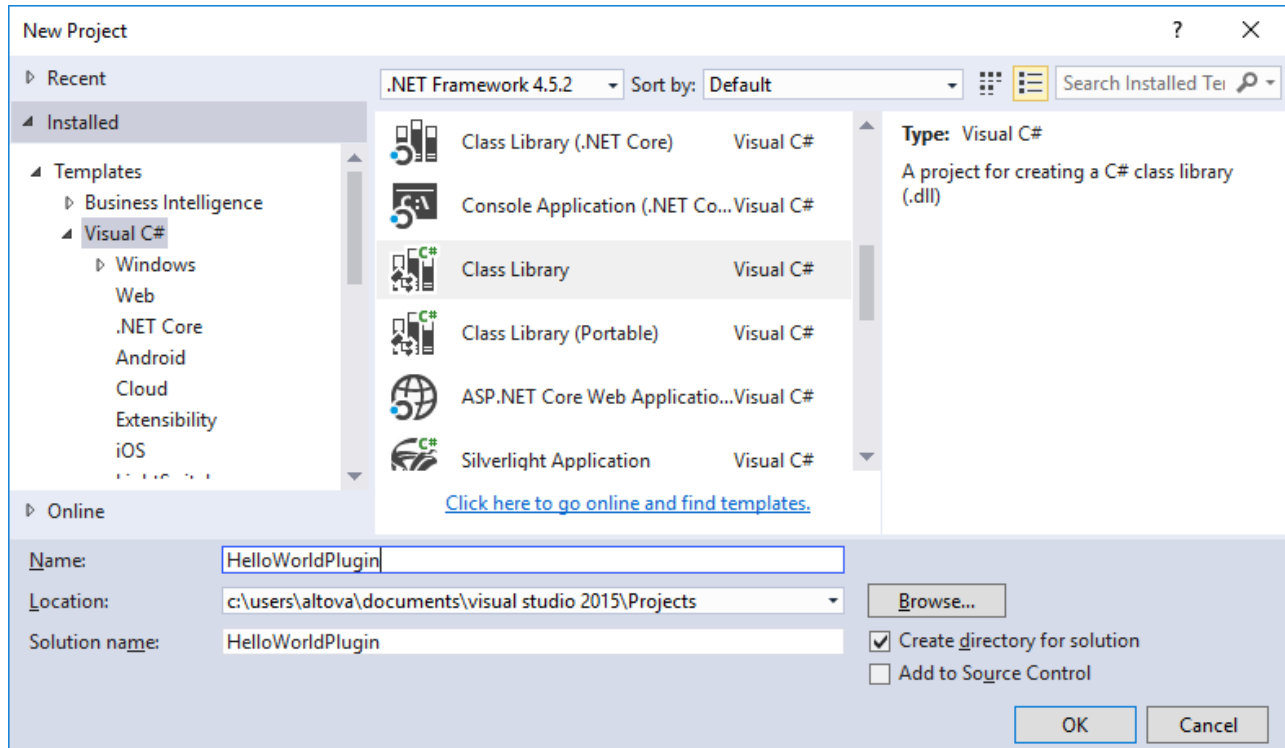 New Project
?
Recent
.NET Framework 4.5.2
Sort by:
Default
Search Installed Te
Installed
Templates
Business Intelligence
Visual C#
Windows
Web
.NET Core
Android
Cloud
Extensibility
iOS
Online
Class Library (.NET Core) Visual C#
Console Application (.NET Co... Visual C#
Class Library Visual C#
Class Library (Portable) Visual C#
ASP.NET Core Web Applicatio... Visual C#
Silverlight Application Visual C#
Click here to go online and find templates.
Type: Visual C#
A project for creating a C# class library
(.dll)
Name: HelloWorldPlugin
Location: c:\users\altova\documents\visual studio 2015\Projects
Browse...
Solution name: HelloWorldPlugin
Create directory for solution
Add to Source Control
OK
Cancel